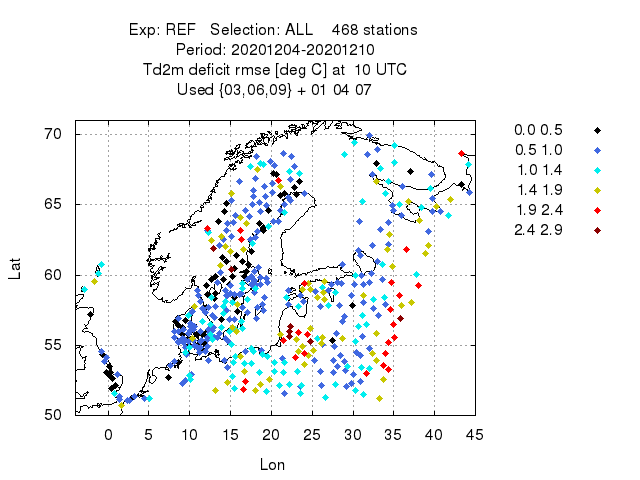 Exp: REF   Selection: ALL    468 stations
Period: 20201204-20201210
Td2m deficit rmse [deg C] at  10 UTC
Used {03,06,09} + 01 04 07
0.0 0.5
0.5 1.0
1.0 1.4
1.4 1.9
1.9 2.4
2.4 2.9
70
65
60
55
50
Lat
0 5 10 15 20 25 30 35 40 45
Lon